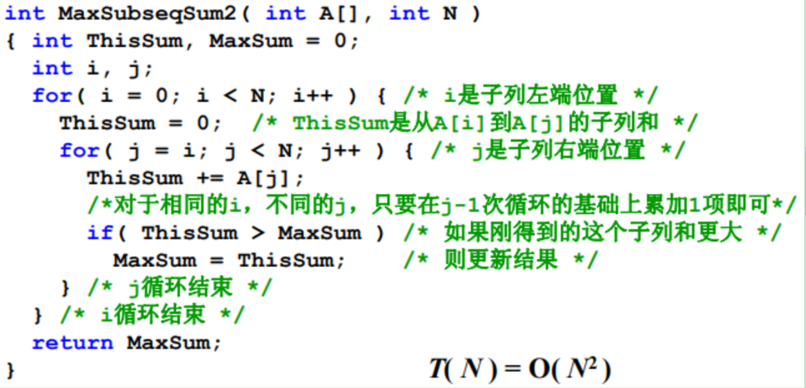 int MaxSubseqSum2( int A[], int N )
{ int ThisSum, MaxSum = 0;
int i, j;
for( i = 0; i < N; i++ ) { /* i是子列左端位置 */
ThisSum = 0; /* ThisSum是从A[i]到A[j]的子列和 */
for( j = i; j < N; j++ ) { /* j是子列右端位置 */
ThisSum += A[j];
/*对于相同的i，不同的j，只要在j-1次循环的基础上累加1项即可*/
if( ThisSum > MaxSum ) /* 如果刚得到的这个子列和更大 */
MaxSum = ThisSum; /* 则更新结果 */
} /* j循环结束 */
} /* i循环结束 */
return MaxSum;
}
T( N ) = O( N² )